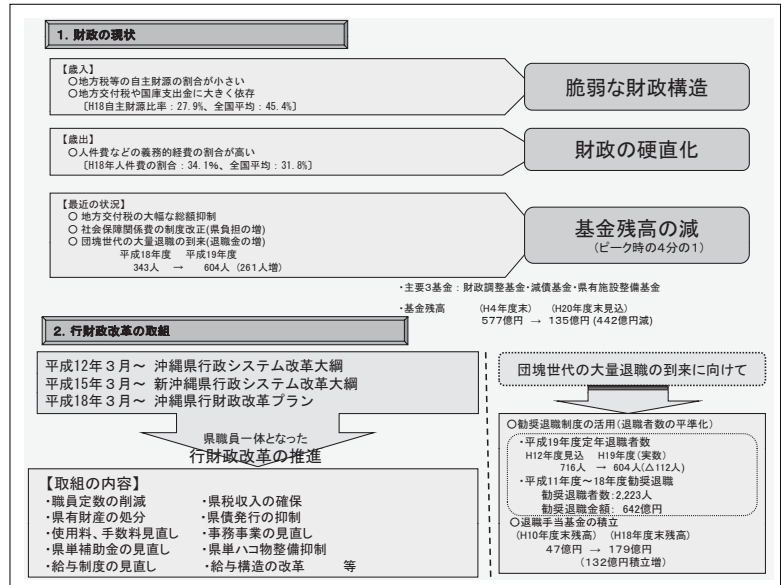 1. 財政の現状
【歳入】
〇地方税等の自主財源の割合が小さい
〇地方交付税や国庫支出金に大きく依存
〔H18自主財源比率：27.9%、全国平均：45.4%〕
脆弱な財政構造
【歳出】
〇人件費などの義務的経費の割合が高い
〔H18年人件費の割合：34.1%、全国平均：31.8%〕
財政の硬直化
【最近の状況】
〇 地方交付税の大幅な総額抑制
〇 社会保障関係費の制度改正(県負担の増)
〇 団塊世代の大量退職の到来(退職金の増)
平成18年度 平成19年度
343人 → 604人 (261人増)
基金残高の減
(ピーク時の4分の1)
・主要3基金：財政調整基金・減債基金・県有施設整備基金
・基金残高 (H4年度末) (H20年度末見込)
577億円 → 135億円 (442億円減)
2. 行財政改革の取組
平成12年３月～ 沖縄県行政システム改革大綱
平成15年３月～ 新沖縄県行政システム改革大綱
平成18年３月～ 沖縄県行財政改革プラン
県職員一体となった
行財政改革の推進
【取組の内容】
・職員定数の削減 ・県税収入の確保
・県有財産の処分 ・県債発行の抑制
・使用料、手数料見直し ・事務事業の見直し
・県単補助金の見直し ・県単ハコ物整備抑制
・給与制度の見直し ・給与構造の改革 等
団塊世代の大量退職の到来に向けて
〇勧奨退職制度の活用(退職者数の平準化)
・平成19年度定年退職者数
H12年度見込 H19年度(実数)
716人 → 604人(△112人)
・平成11年度～18年度勧奨退職
勧奨退職者数:2,223人
勧奨退職金額: 642億円
〇退職手当基金の積立
(H10年度末残高) (H18年度末残高)
47億円 → 179億円
(132億円積立増)